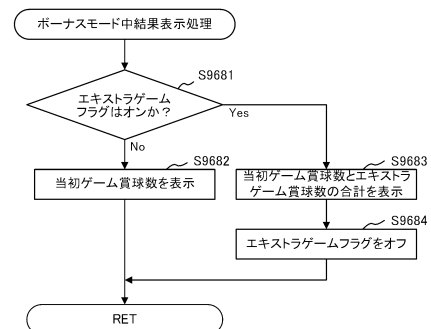 ボーナスモード中結果表示処理
S9681
エキストラゲーム
フラグはオンか？
Yes
No
S9682
当初ゲーム賞球数を表示
S9683
当初ゲーム賞球数とエキストラ
ゲーム賞球数の合計を表示
S9684
エキストラゲームフラグをオフ
RET